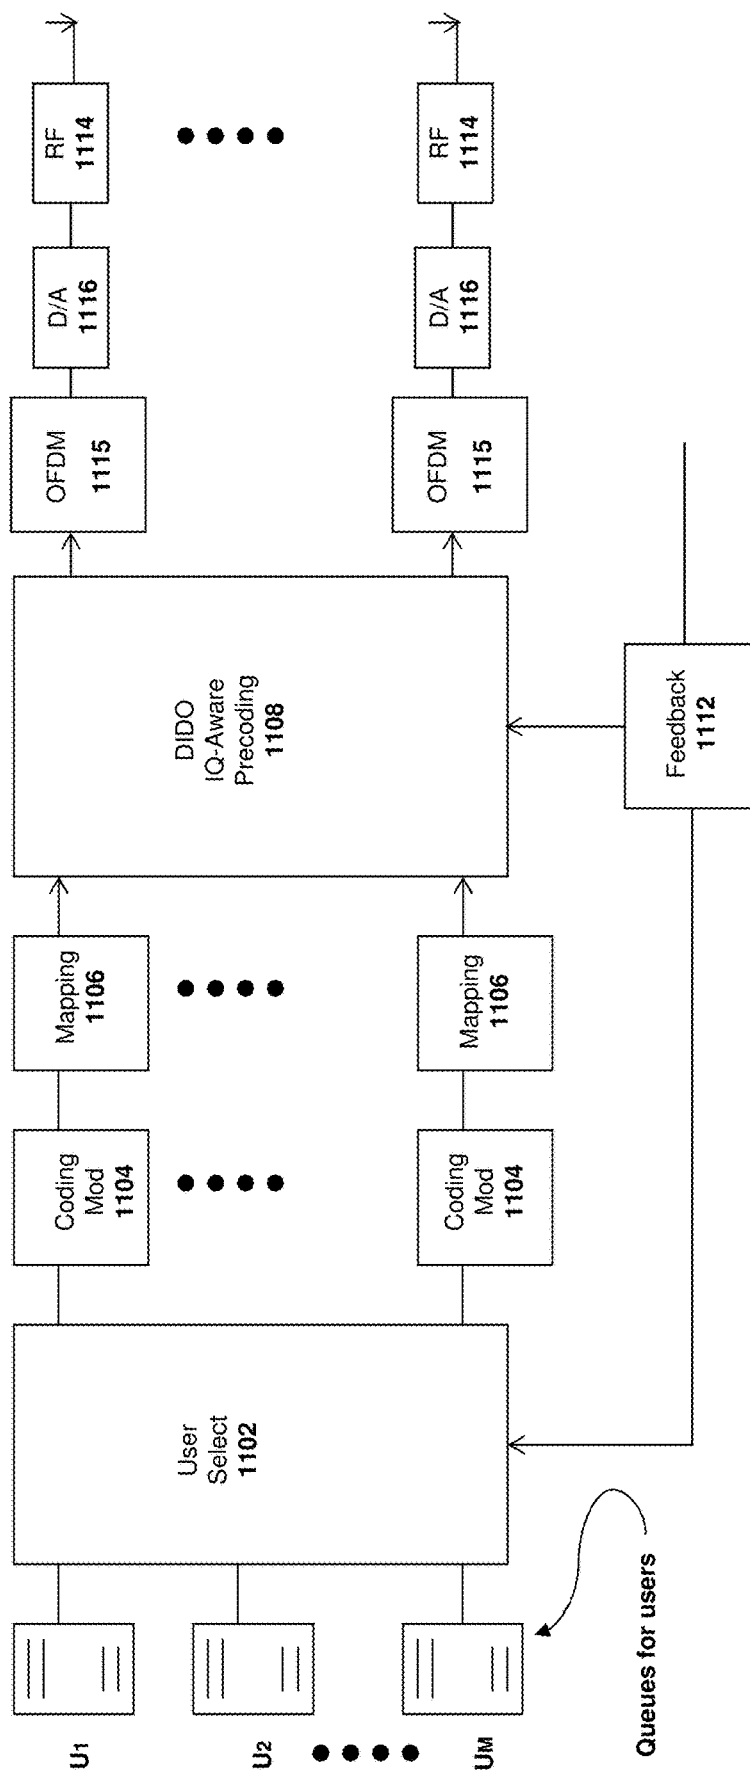 U1
U2
UM
Queues for users
User
Select
1102
Coding
Mod
1104
Coding
Mod
1104
Mapping
1106
Mapping
1106
DIDO
IQ-Aware
Precoding
1108
Feedback
1112
OFDM
1115
OFDM
1115
D/A
1116
D/A
1116
RF
1114
RF
1114